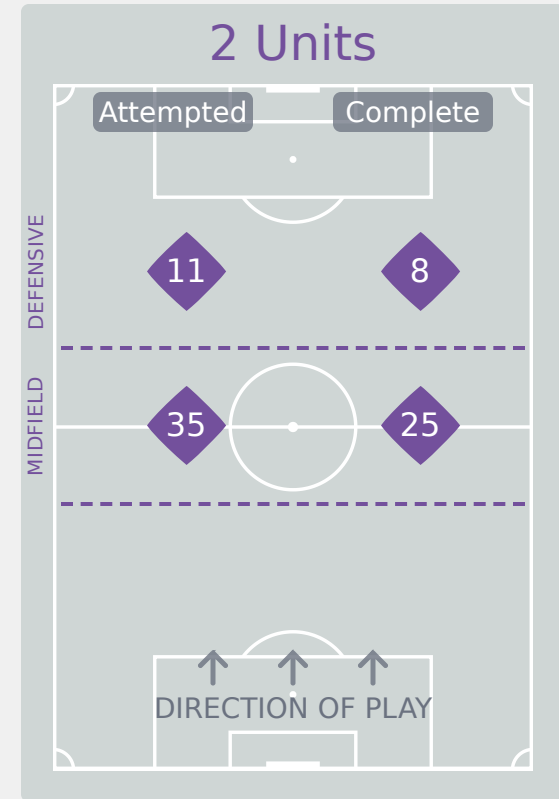 2 Units
Attempted
Complete
DEFENSIVE
11
8
MIDFIELD
35
25
DIRECTION OF PLAY